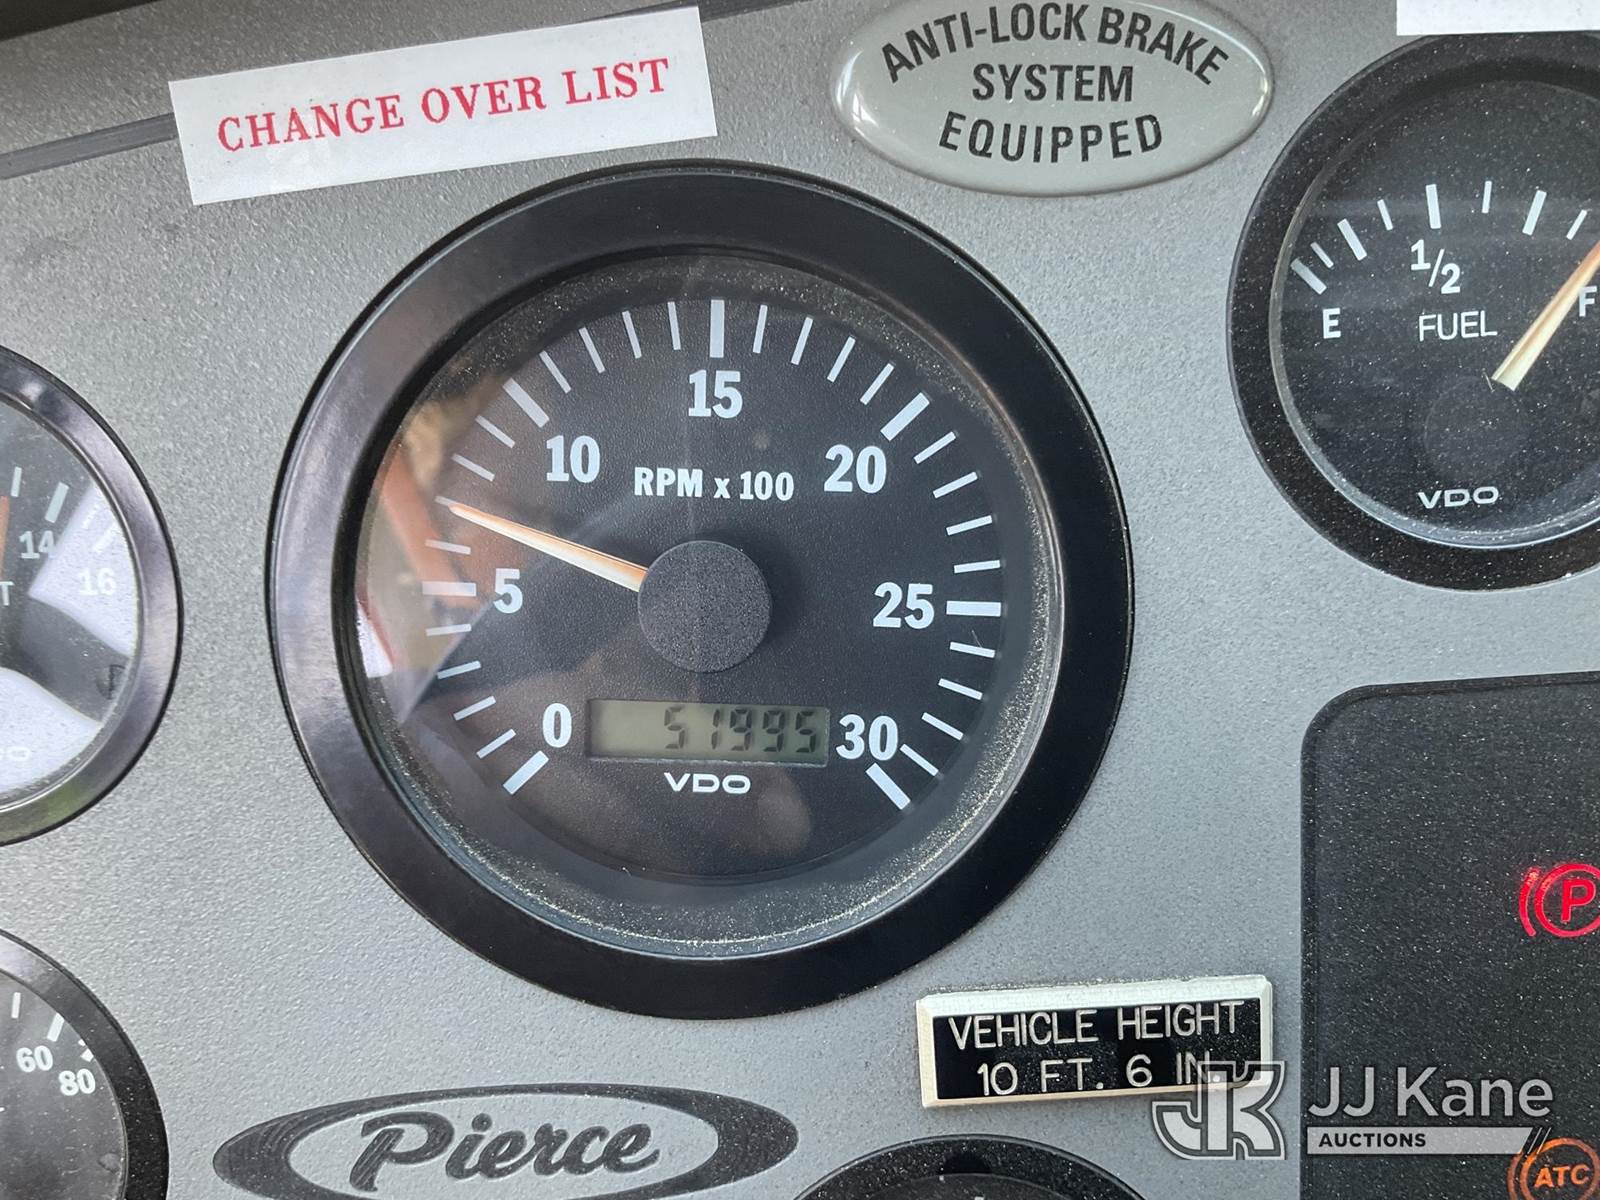 CHANGE OVER LIST
ANTI-LOCK BRAKE
SYSTEM
EQUIPPED
1/2
E
F
FUEL
VDO
15
10
20
RPM x 100
5
25
0
30
51995
VDO
14
16
60
80
P
VEHICLE HEIGHT
10 FT. 6 IN.
Pierce
JK
JJ Kane
AUCTIONS
ATC